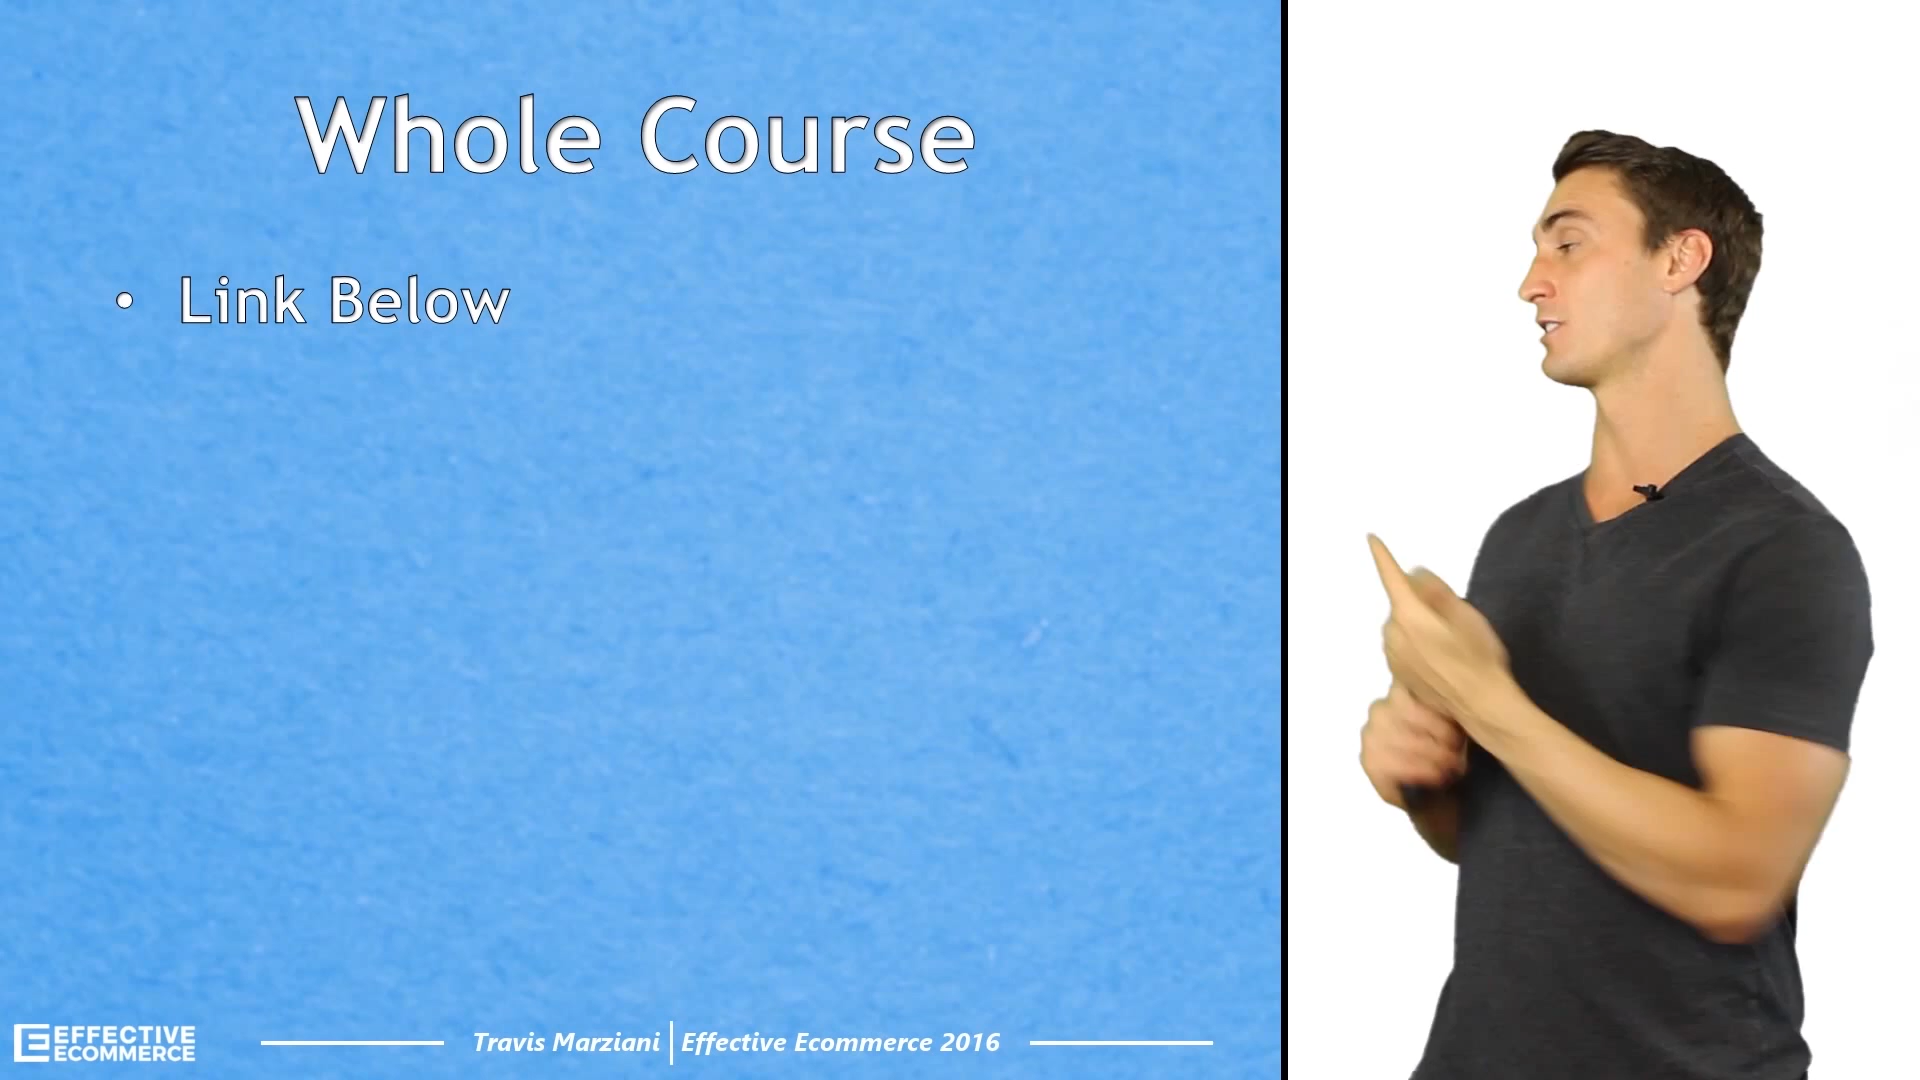 Whole Course
• Link Below
EFFECTIVE
ECOMMERCE
Travis Marziani | Effective Ecommerce 2016